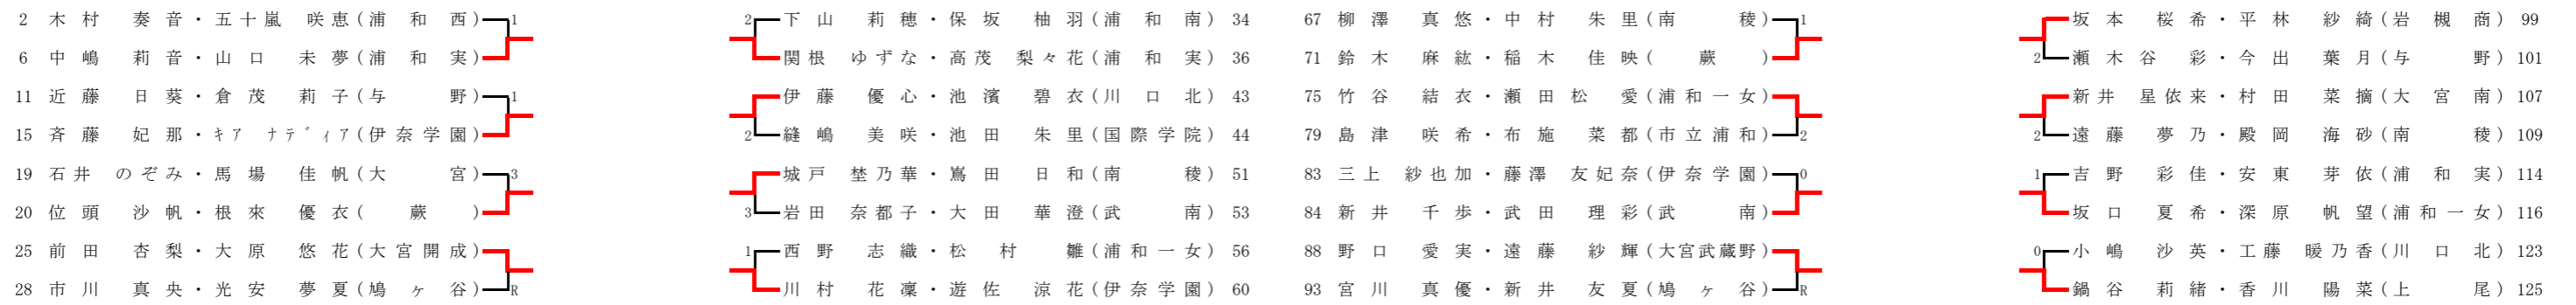 2 木村 奏音・五十嵐 咲恵(浦和西) 1
6 中嶋 莉音・山口 未夢(浦和実)
11 近藤 日葵・倉茂 莉子(与野) 1
15 斉藤 妃那・キア ナディア(伊奈学園)
19 石井 のぞみ・馬場 佳帆(大宮) 3
20 位頭 沙帆・根來 優衣(蕨)
25 前田 杏梨・大原 悠花(大宮開成)
28 市川 真央・光安 夢夏(鳩ヶ谷) R
2 下山 莉穂・保坂 柚羽(浦和南) 34
関根 ゆずな・高茂 梨々花(浦和実) 36
伊藤 優心・池濱 碧衣(川口北) 43
2 縫嶋 美咲・池田 朱里(国際学院) 44
城戸 埜乃華・嶌田 日和(南稜) 51
3 岩田 奈都子・大田 華澄(武南) 53
1 西野 志織・松村 雛(浦和一女) 56
川村 花凜・遊佐 涼花(伊奈学園) 60
67 柳澤 真悠・中村 朱里(南稜) 1
71 鈴木 麻紘・稲木 佳映(蕨)
75 竹谷 結衣・瀬田松 愛(浦和一女)
79 島津 咲希・布施 菜都(市立浦和) 2
83 三上 紗也加・藤澤 友妃奈(伊奈学園) 0
84 新井 千歩・武田 理彩(武南)
88 野口 愛実・遠藤 紗輝(大宮武蔵野)
93 宮川 真優・新井 友夏(鳩ヶ谷) R
坂本 桜希・平林 紗綺(岩槻商) 99
2 瀬木谷 彩・今出 葉月(与野) 101
新井 星依来・村田 菜摘(大宮南) 107
2 遠藤 夢乃・殿岡 海砂(南稜) 109
1 吉野 彩佳・安東 芽依(浦和実) 114
坂口 夏希・深原 帆望(浦和一女) 116
0 小嶋 沙英・工藤 暖乃香(川口北) 123
鍋谷 莉緒・香川 陽菜(上尾) 125